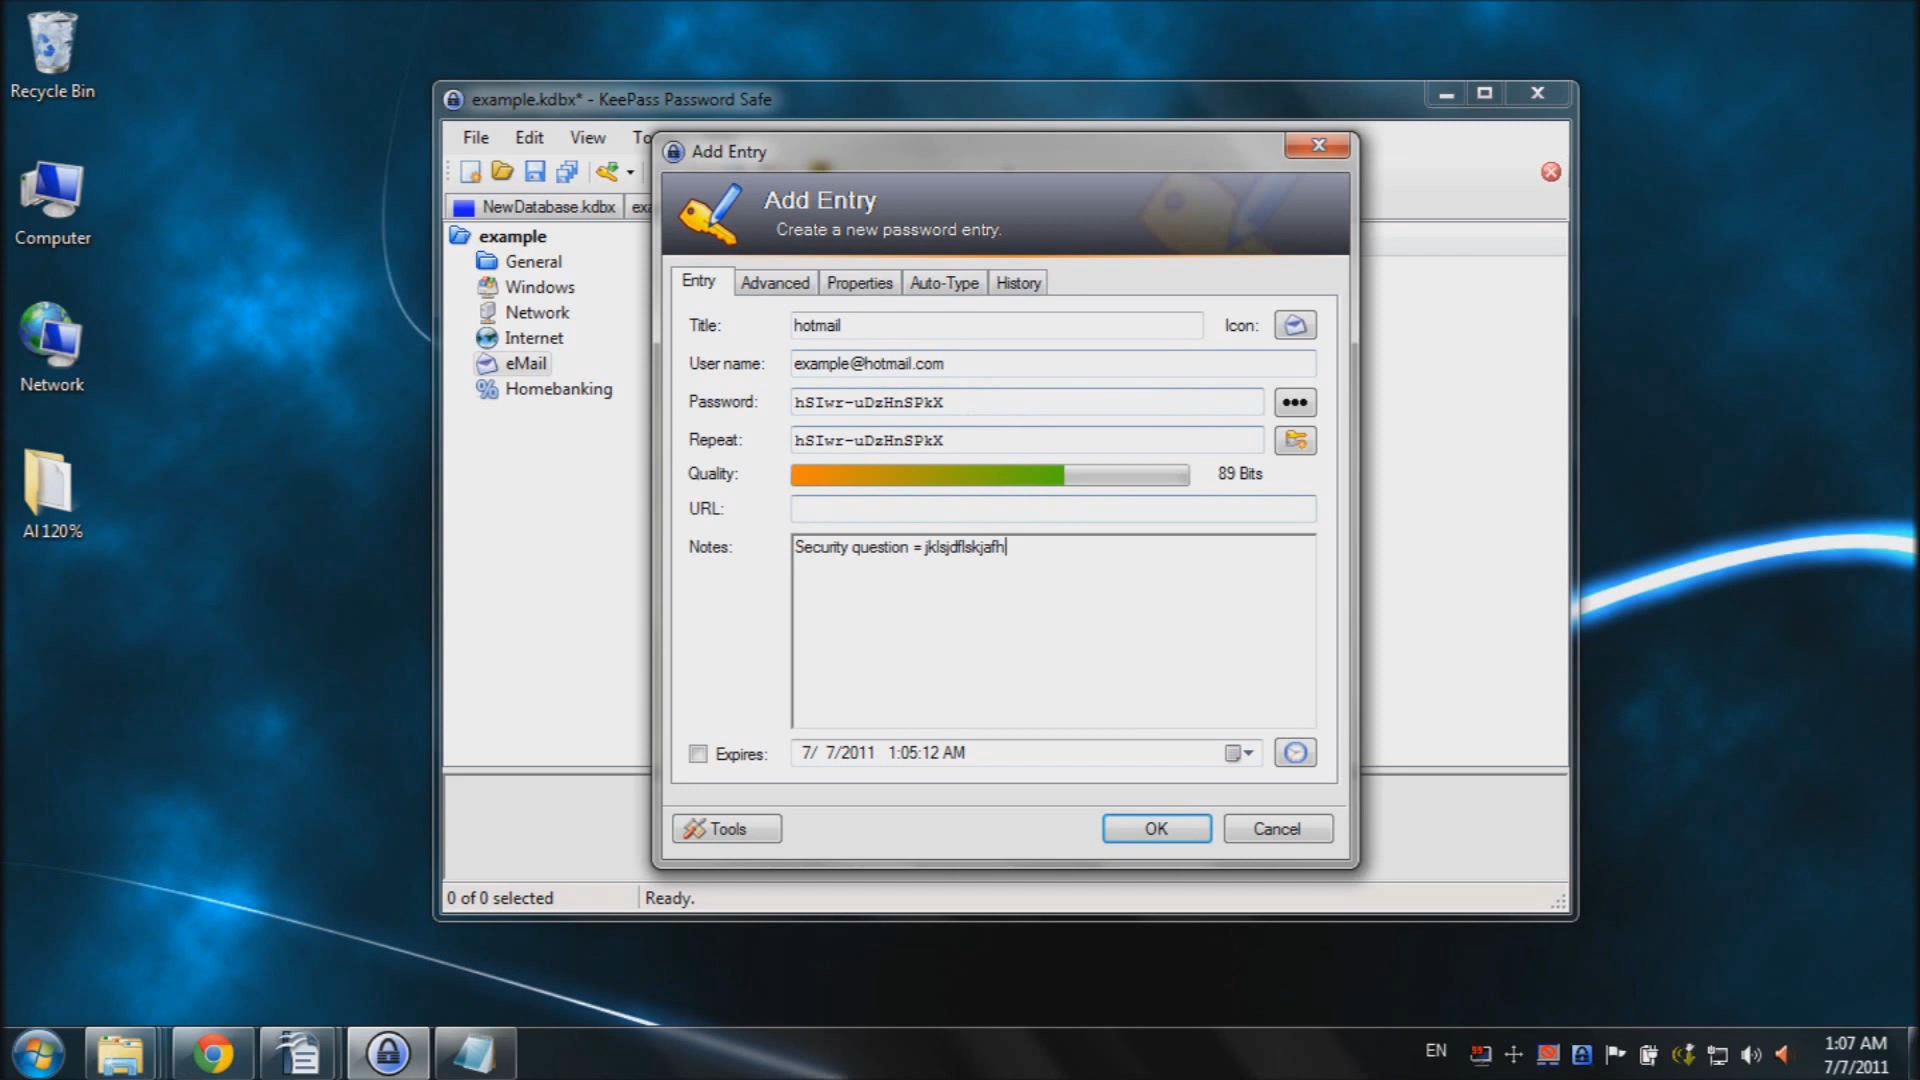 Recycle Bin
Computer
Network
AI 120%
example.kdbx* - KeePass Password Safe
File Edit View To
NewDatabase.kdbx exa
example
General
Windows
Network
Internet
eMail
Homebanking
Add Entry
Add Entry
Create a new password entry.
Entry Advanced Properties Auto-Type History
Title: hotmail Icon:
User name: example@hotmail.com
Password: hSIwr-uDzHnSPkX
Repeat: hSIwr-uDzHnSPkX
Quality: 89 Bits
URL:
Notes: Security question = jklsjdflskjafh
Expires: 7/ 7/2011 1:05:12 AM
Tools OK Cancel
0 of 0 selected Ready.
EN
1:07 AM
7/7/2011